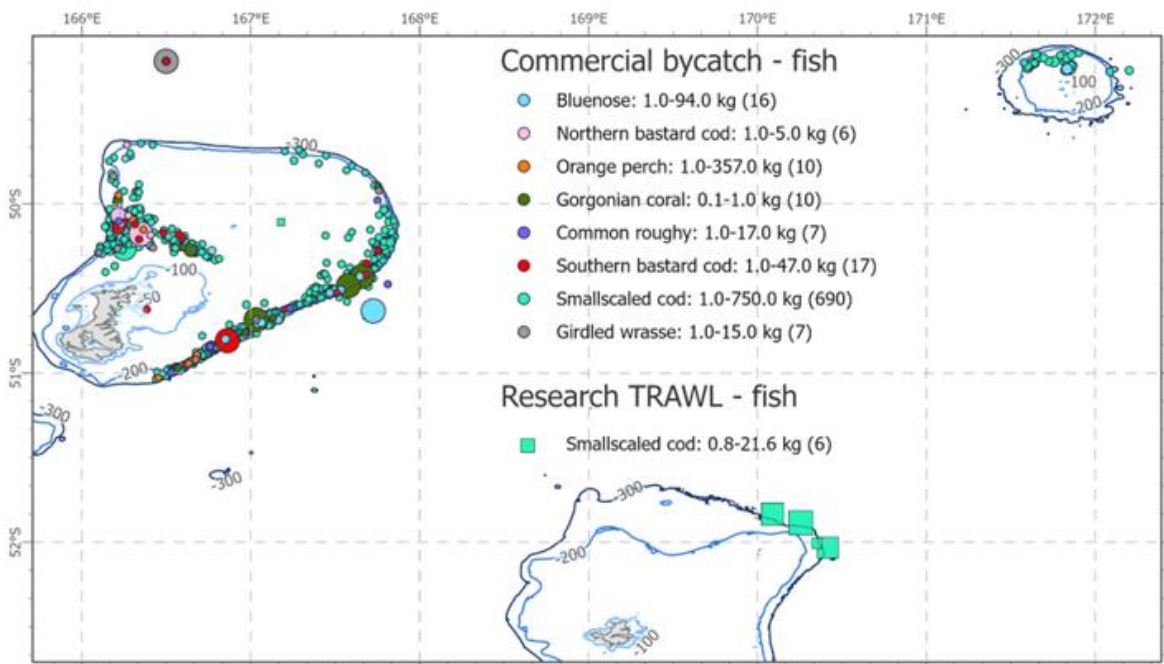 166°E 167°E 168°E 169°E 170°E 171°E 172°E
Commercial bycatch - fish
Bluenose: 1.0-94.0 kg (16)
Northern bastard cod: 1.0-5.0 kg (6)
Orange perch: 1.0-357.0 kg (10)
Gorgonian coral: 0.1-1.0 kg (10)
Common roughy: 1.0-17.0 kg (7)
Southern bastard cod: 1.0-47.0 kg (17)
Smallscaled cod: 1.0-750.0 kg (690)
Girdled wrasse: 1.0-15.0 kg (7)
Research TRAWL - fish
Smallscaled cod: 0.8-21.6 kg (6)
50°S
51°S
52°S
-300
-100
-50
-200
-300
-300
-300
-100
-200
-300
-200
-100